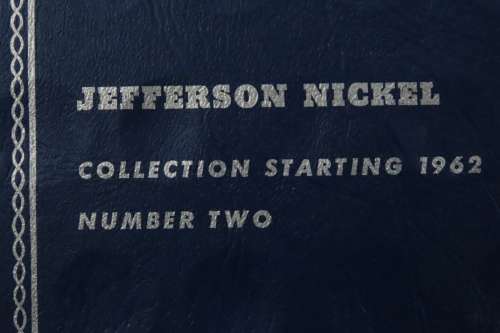 JEFFERSON NICKEL
COLLECTION STARTING 1962
NUMBER TWO